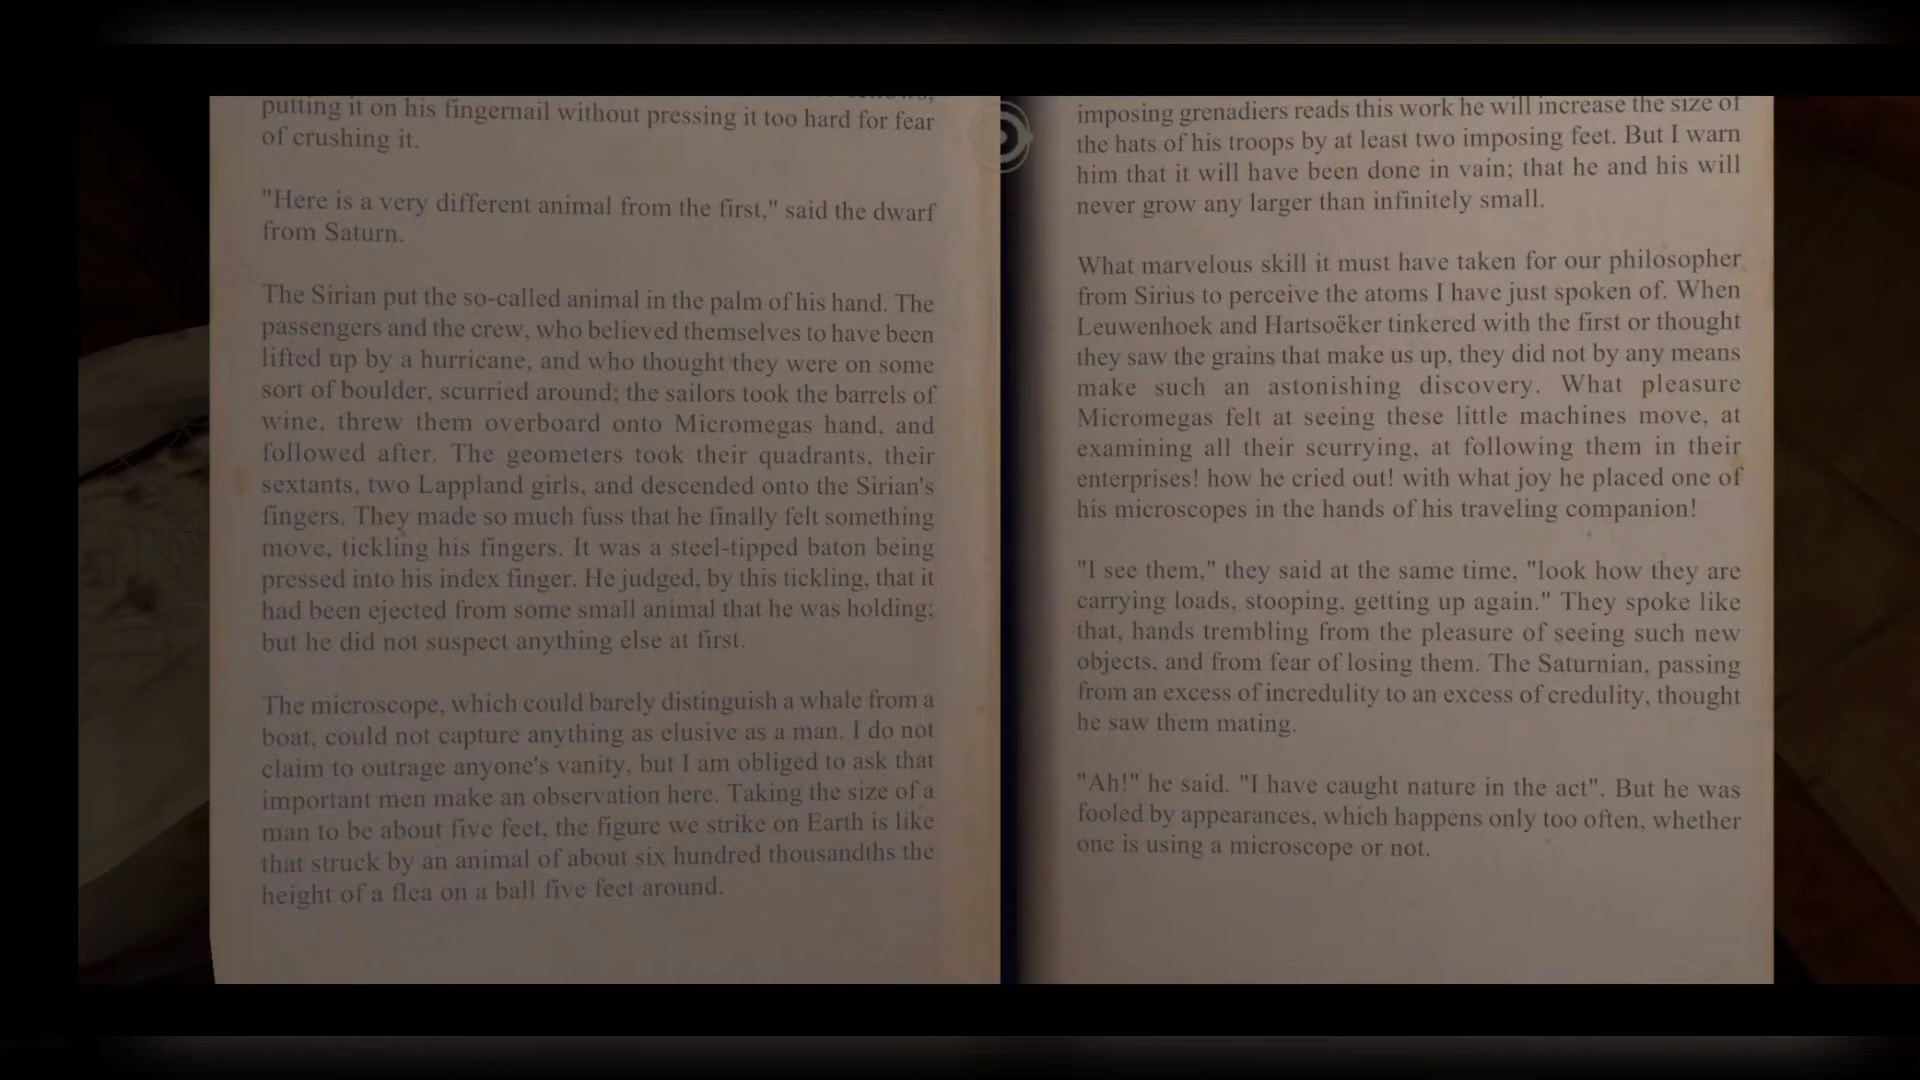 putting it on his fingernail without pressing it too hard for fear
of crushing it.
"Here is a very different animal from the first," said the dwarf
from Saturn.
The Sirian put the so-called animal in the palm of his hand. The
passengers and the crew, who believed themselves to have been
lifted up by a hurricane, and who thought they were on some
sort of boulder, scurried around; the sailors took the barrels of
wine, threw them overboard onto Micromegas hand, and
followed after. The geometers took their quadrants, their
sextants, two Lappland girls, and descended onto the Sirian's
fingers. They made so much fuss that he finally felt something
move, tickling his fingers. It was a steel-tipped baton being
pressed into his index finger. He judged, by this tickling, that it
had been ejected from some small animal that he was holding;
but he did not suspect anything else at first.
The microscope, which could barely distinguish a whale from a
boat, could not capture anything as elusive as a man. I do not
claim to outrage anyone's vanity, but I am obliged to ask that
important men make an observation here. Taking the size of a
man to be about five feet, the figure we strike on Earth is like
that struck by an animal of about six hundred thousandths the
height of a flea on a ball five feet around.
imposing grenadiers reads this work he will increase the size of
the hats of his troops by at least two imposing feet. But I warn
him that it will have been done in vain; that he and his will
never grow any larger than infinitely small.
What marvelous skill it must have taken for our philosopher
from Sirius to perceive the atoms I have just spoken of. When
Leuwenhoek and Hartsoëker tinkered with the first or thought
they saw the grains that make us up, they did not by any means
make such an astonishing discovery. What pleasure
Micromegas felt at seeing these little machines move, at
examining all their scurrying, at following them in their
enterprises! how he cried out! with what joy he placed one of
his microscopes in the hands of his traveling companion!
"I see them," they said at the same time, "look how they are
carrying loads, stooping, getting up again." They spoke like
that, hands trembling from the pleasure of seeing such new
objects, and from fear of losing them. The Saturnian, passing
from an excess of incredulity to an excess of credulity, thought
he saw them mating.
"Ah!" he said. "I have caught nature in the act". But he was
fooled by appearances, which happens only too often, whether
one is using a microscope or not.